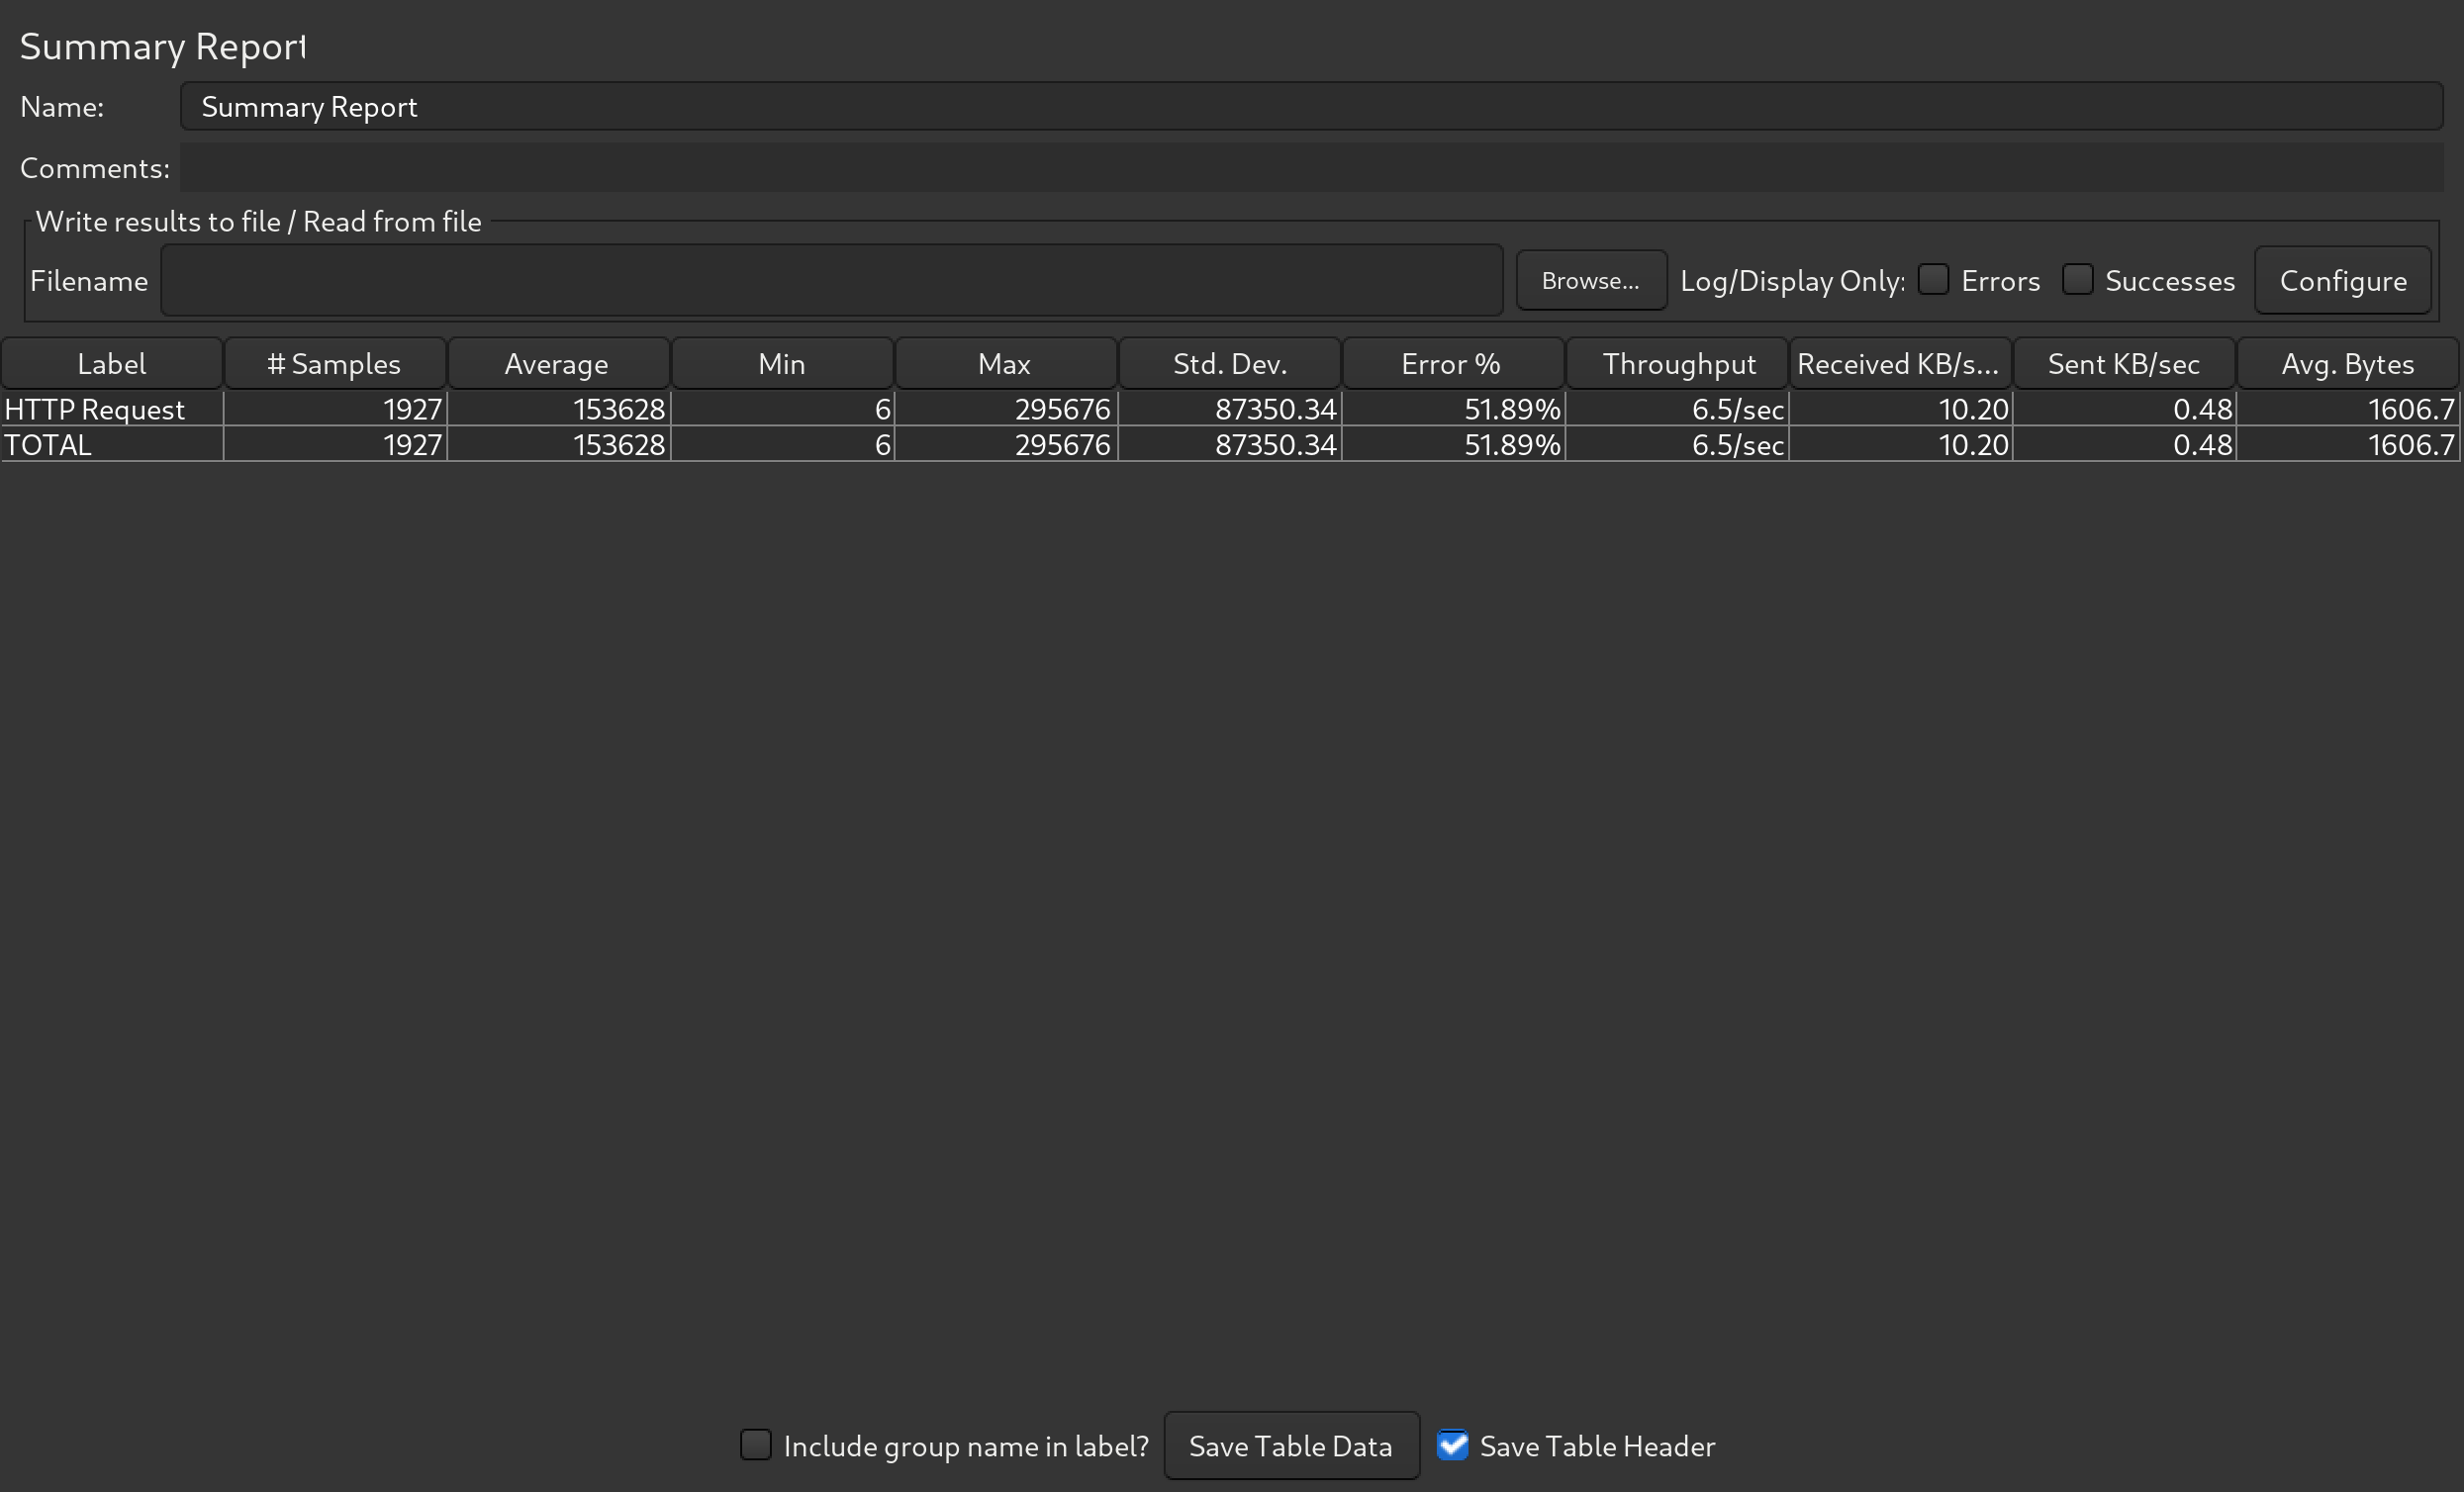 Summary Report
Name: Summary Report
Comments:
Write results to file / Read from file
Filename Browse... Log/Display Only: Errors Successes Configure
Label # Samples Average Min Max Std. Dev. Error % Throughput Received KB/s... Sent KB/sec Avg. Bytes
HTTP Request 1927 153628 6 295676 87350.34 51.89% 6.5/sec 10.20 0.48 1606.7
TOTAL 1927 153628 6 295676 87350.34 51.89% 6.5/sec 10.20 0.48 1606.7
Include group name in label? Save Table Data Save Table Header